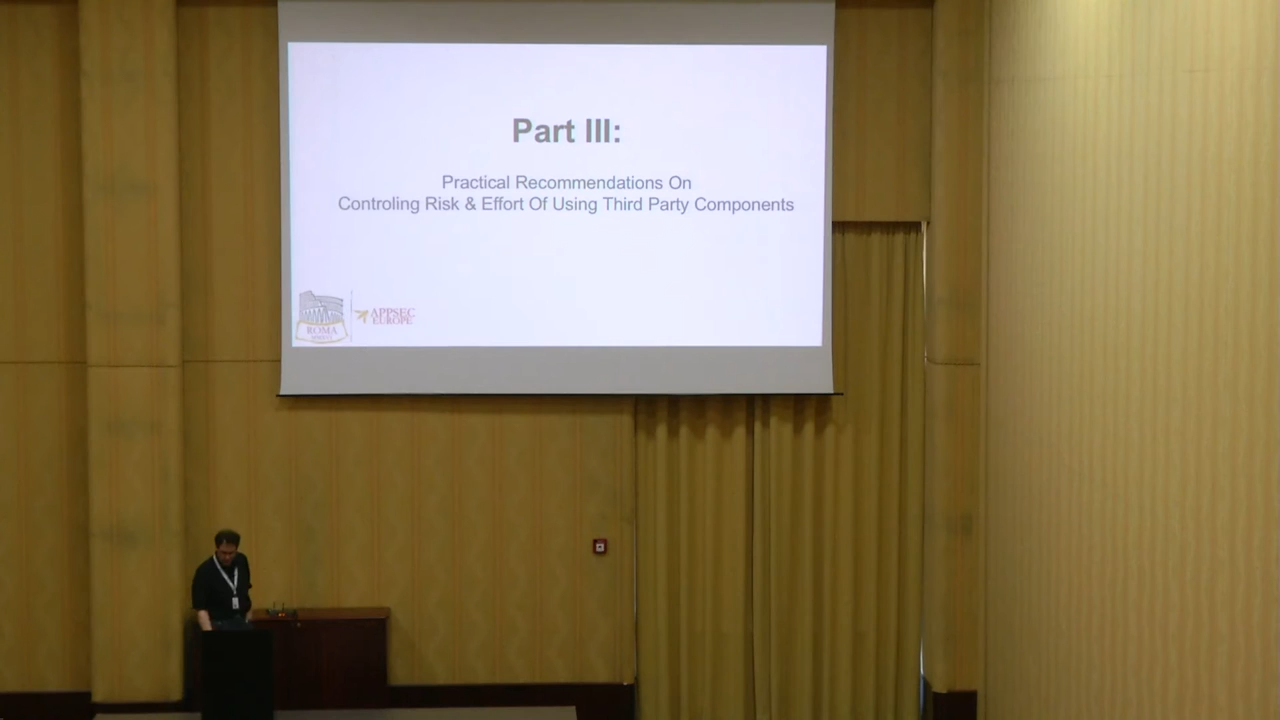 Part III:
Practical Recommendations On
Controling Risk & Effort Of Using Third Party Components
ROMA
APPSEC
EUROPE